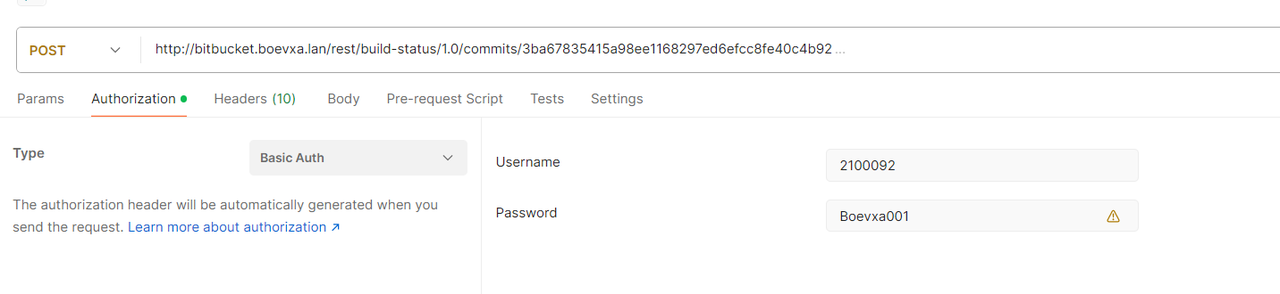 POST
http://bitbucket.boevxa.lan/rest/build-status/1.0/commits/3ba67835415a98ee1168297ed6efcc8fe40c4b92 ...
Params Authorization Headers (10) Body Pre-request Script Tests Settings
Type
Basic Auth
The authorization header will be automatically generated when you
send the request. Learn more about authorization ↗
Username
2100092
Password
Boevxa001